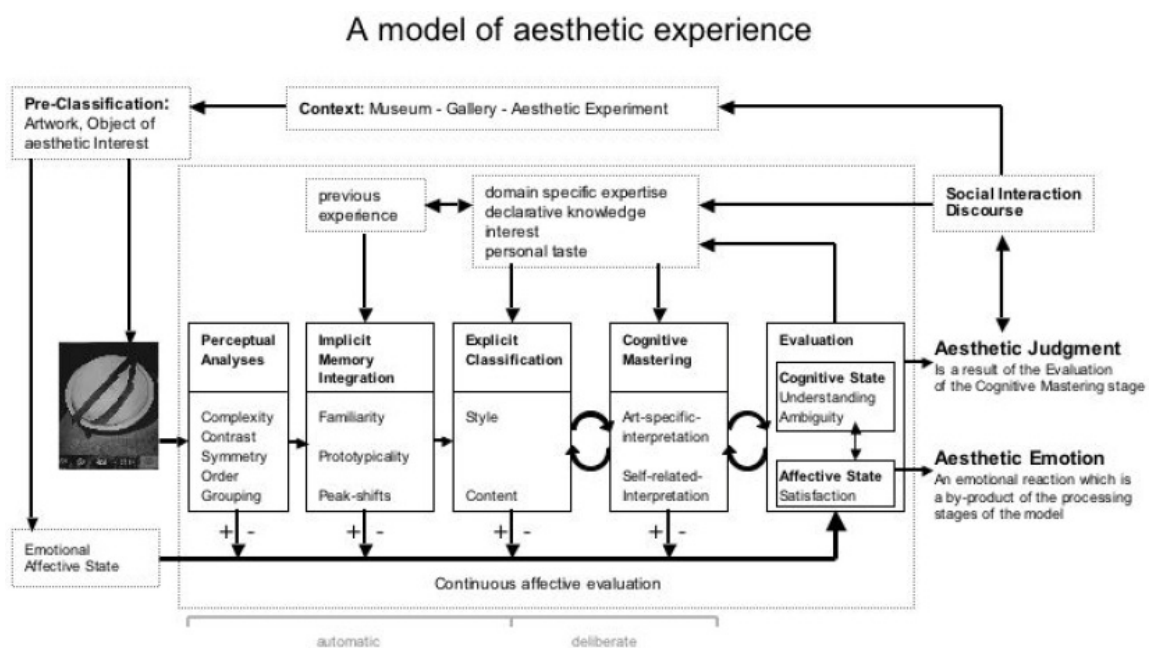 A model of aesthetic experience
Pre-Classification:
Artwork, Object of
aesthetic Interest
Context: Museum - Gallery - Aesthetic Experiment
previous
experience
domain specific expertise
declarative knowledge
interest
personal taste
Social Interaction
Discourse
Perceptual
Analyses
Complexity
Contrast
Symmetry
Order
Grouping
Implicit
Memory
Integration
Familiarity
Prototypicality
Peak-shifts
Explicit
Classification
Style
Content
Cognitive
Mastering
Art-specific-
interpretation
Self-related-
Interpretation
Evaluation
Cognitive State
Understanding
Ambiguity
Affective State
Satisfaction
Aesthetic Judgment
Is a result of the Evaluation
of the Cognitive Mastering stage
Aesthetic Emotion
An emotional reaction which is
a by-product of the processing
stages of the model
+ -
+ -
+ -
+ -
Emotional
Affective State
Continuous affective evaluation
automatic
deliberate